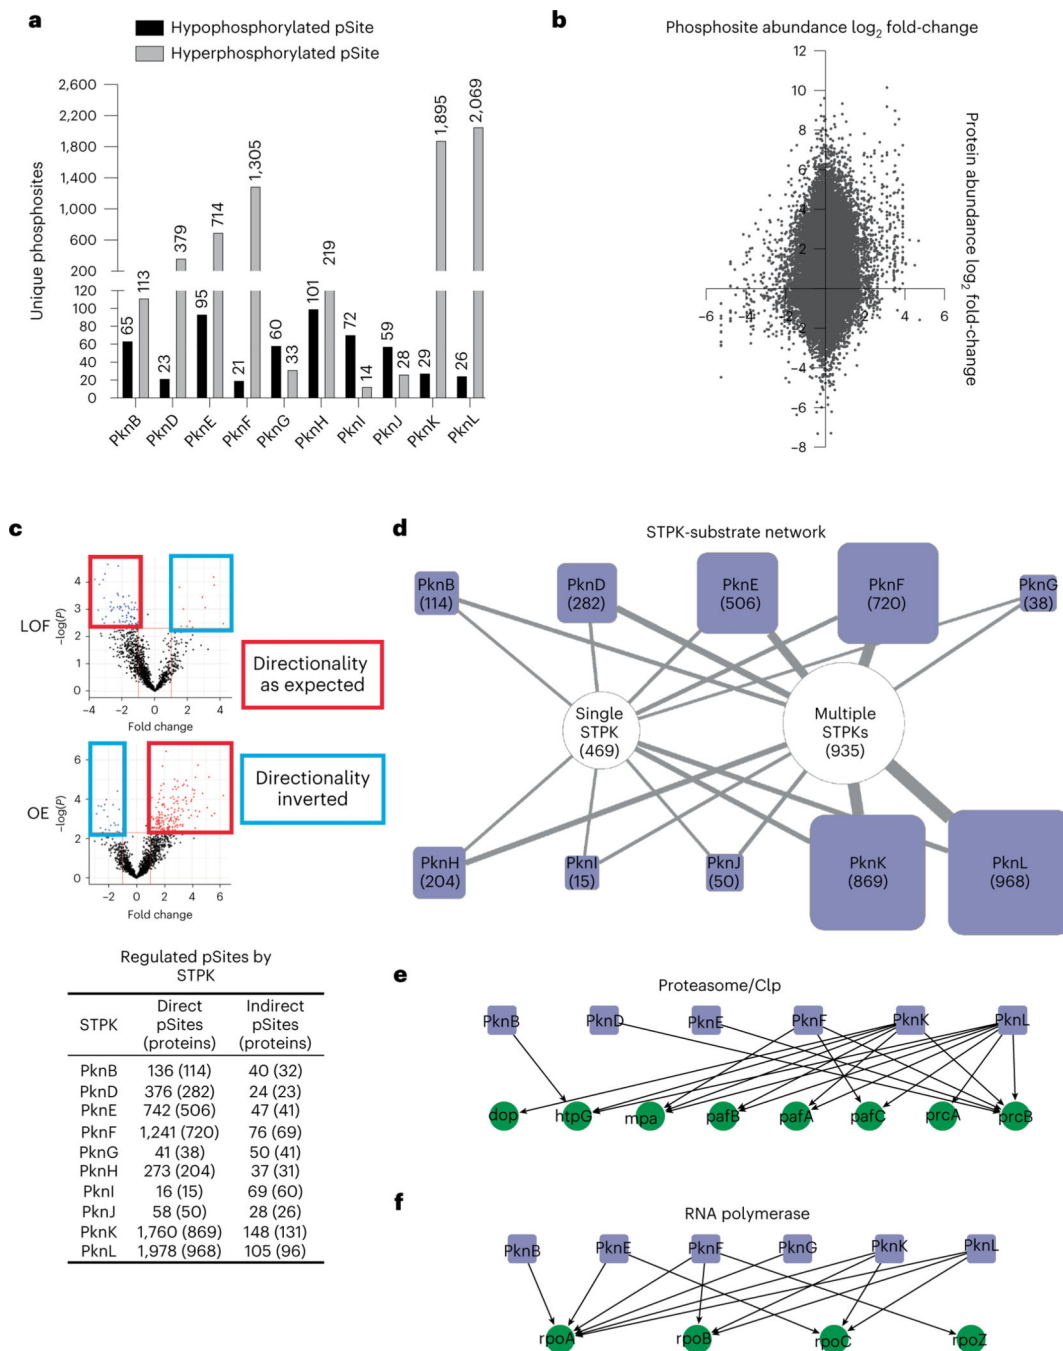 a
Hypophosphorylated pSite
Hyperphosphorylated pSite
Unique phosphosites
2,600
2,200
1,800
1,400
1,000
600
200
120
100
80
60
40
20
0
65
113
23
379
95
714
21
1,305
60
33
101
219
72
14
59
28
29
1,895
26
2,069
PknB
PknD
PknE
PknF
PknG
PknH
PknI
PknJ
PknK
PknL
b
Phosphosite abundance log2 fold-change
Protein abundance log2 fold-change
12
10
8
6
4
2
-2
-4
-6
-8
-6
-4
-2
2
4
6
c
LOF
-log(P)
4
3
2
1
0
-4
-2
0
2
4
Fold change
Directionality
as expected
OE
-log(P)
6
4
2
0
-2
0
2
4
6
Fold change
Directionality
inverted
Regulated pSites by
STPK
STPK
Direct
pSites
(proteins)
Indirect
pSites
(proteins)
PknB 136 (114) 40 (32)
PknD 376 (282) 24 (23)
PknE 742 (506) 47 (41)
PknF 1,241 (720) 76 (69)
PknG 41 (38) 50 (41)
PknH 273 (204) 37 (31)
PknI 16 (15) 69 (60)
PknJ 58 (50) 28 (26)
PknK 1,760 (869) 148 (131)
PknL 1,978 (968) 105 (96)
d
STPK-substrate network
PknB
(114)
PknD
(282)
PknE
(506)
PknF
(720)
PknG
(38)
Single
STPK
(469)
Multiple
STPKs
(935)
PknH
(204)
PknI
(15)
PknJ
(50)
PknK
(869)
PknL
(968)
e
Proteasome/Clp
PknB PknD PknE PknF PknK PknL
dop htpG mpa pafB pafA pafC prcA prcB
f
RNA polymerase
PknB PknE PknF PknG PknK PknL
rpoA rpoB rpoC rpoZ